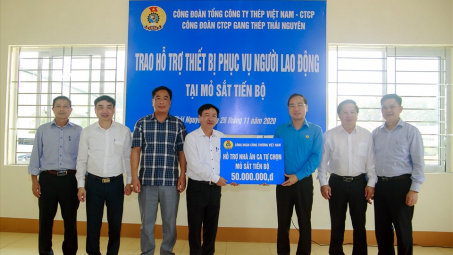 CÔNG ĐOÀN TỔNG CÔNG TY THÉP VIỆT NAM - CTCP
CÔNG ĐOÀN CTCP GANG THÉP THÁI NGUYÊN
TRAO HỖ TRỢ THIẾT BỊ PHỤC VỤ NGƯỜI LAO ĐỘNG
TẠI MỎ SẮT TIẾN BỘ
25 tháng 11 năm 2020
CÔNG ĐOÀN CÔNG THƯƠNG VIỆT NAM
HỖ TRỢ NHÀ ĂN CA TỰ CHỌN
MỎ SẮT TIẾN BỘ
50.000.000,đ